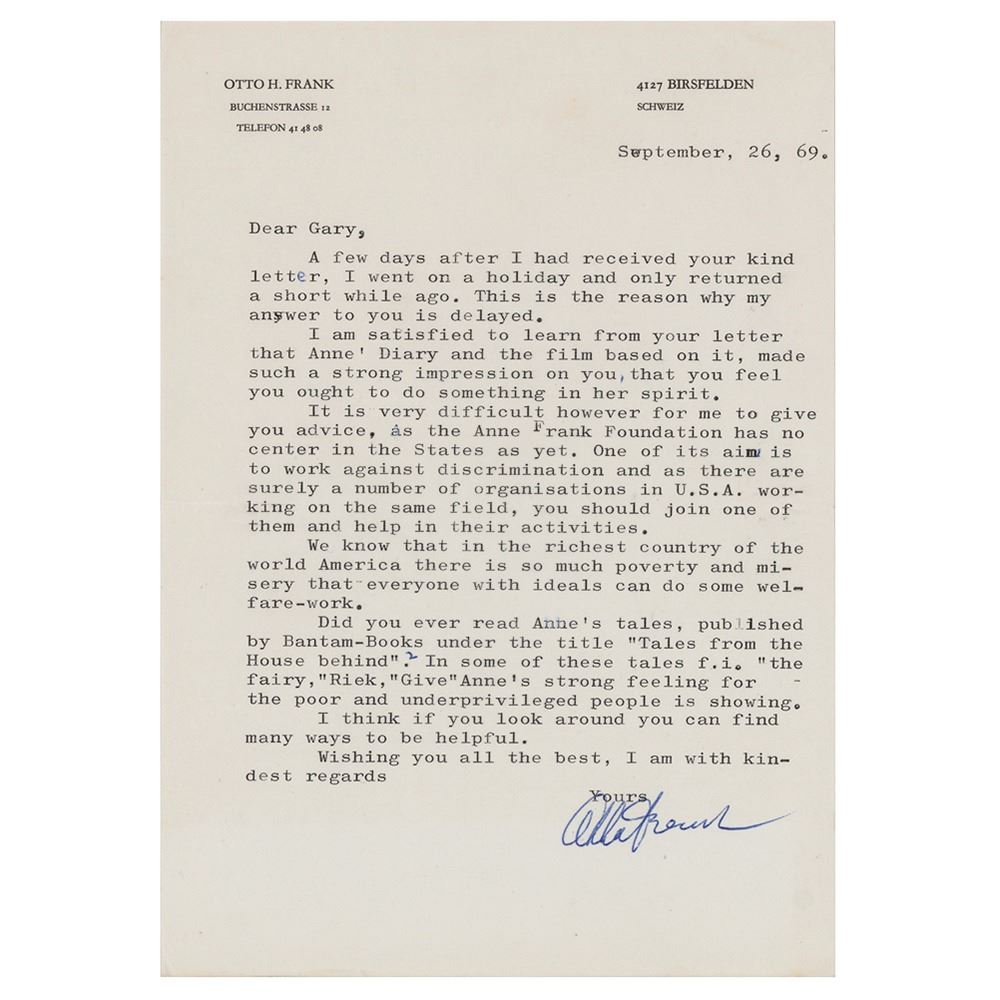 OTTO H. FRANK
BUCHENSTRASSE 12
TELEFON 41 48 08
4127 BIRSFELDEN
SCHWEIZ
September, 26, 69.
Dear Gary,
A few days after I had received your kind
letter, I went on a holiday and only returned
a short while ago. This is the reason why my
answer to you is delayed.
I am satisfied to learn from your letter
that Anne' Diary and the film based on it, made
such a strong impression on you, that you feel
you ought to do something in her spirit.
It is very difficult however for me to give
you advice, as the Anne Frank Foundation has no
center in the States as yet. One of its aim is
to work against discrimination and as there are
surely a number of organisations in U.S.A. wor-
king on the same field, you should join one of
them and help in their activities.
We know that in the richest country of the
world America there is so much poverty and mi-
sery that everyone with ideals can do some wel-
fare-work.
Did you ever read Anne's tales, published
by Bantam-Books under the title "Tales from the
House behind"? In some of these tales f.i. "the
fairy,"Riek,"Give"Anne's strong feeling for
the poor and underprivileged people is showing.
I think if you look around you can find
many ways to be helpful.
Wishing you all the best, I am with kin-
dest regards
Yours
Otto Frank